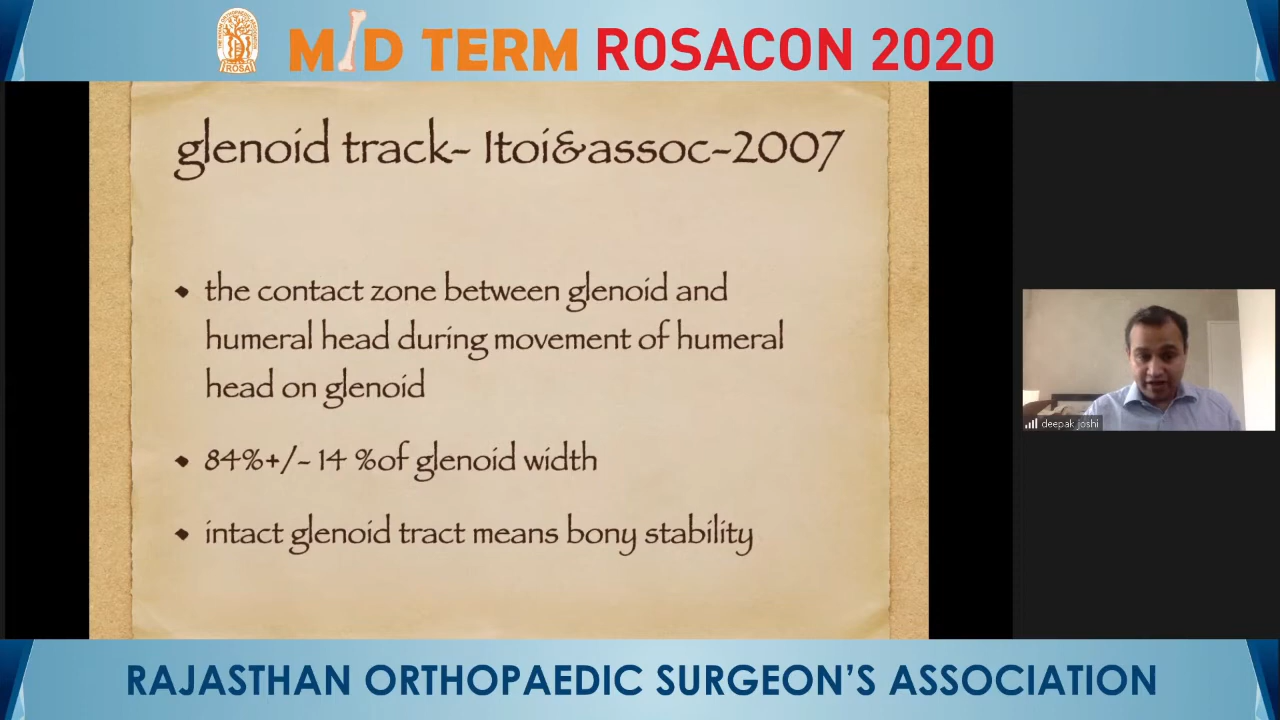 ROSA
MID TERM ROSACON 2020
glenoid track- Itoi&assoc-2007
• the contact zone between glenoid and
humeral head during movement of humeral
head on glenoid
• 84%+/- 14 %of glenoid width
• intact glenoid tract means bony stability
deepak joshi
RAJASTHAN ORTHOPAEDIC SURGEON'S ASSOCIATION